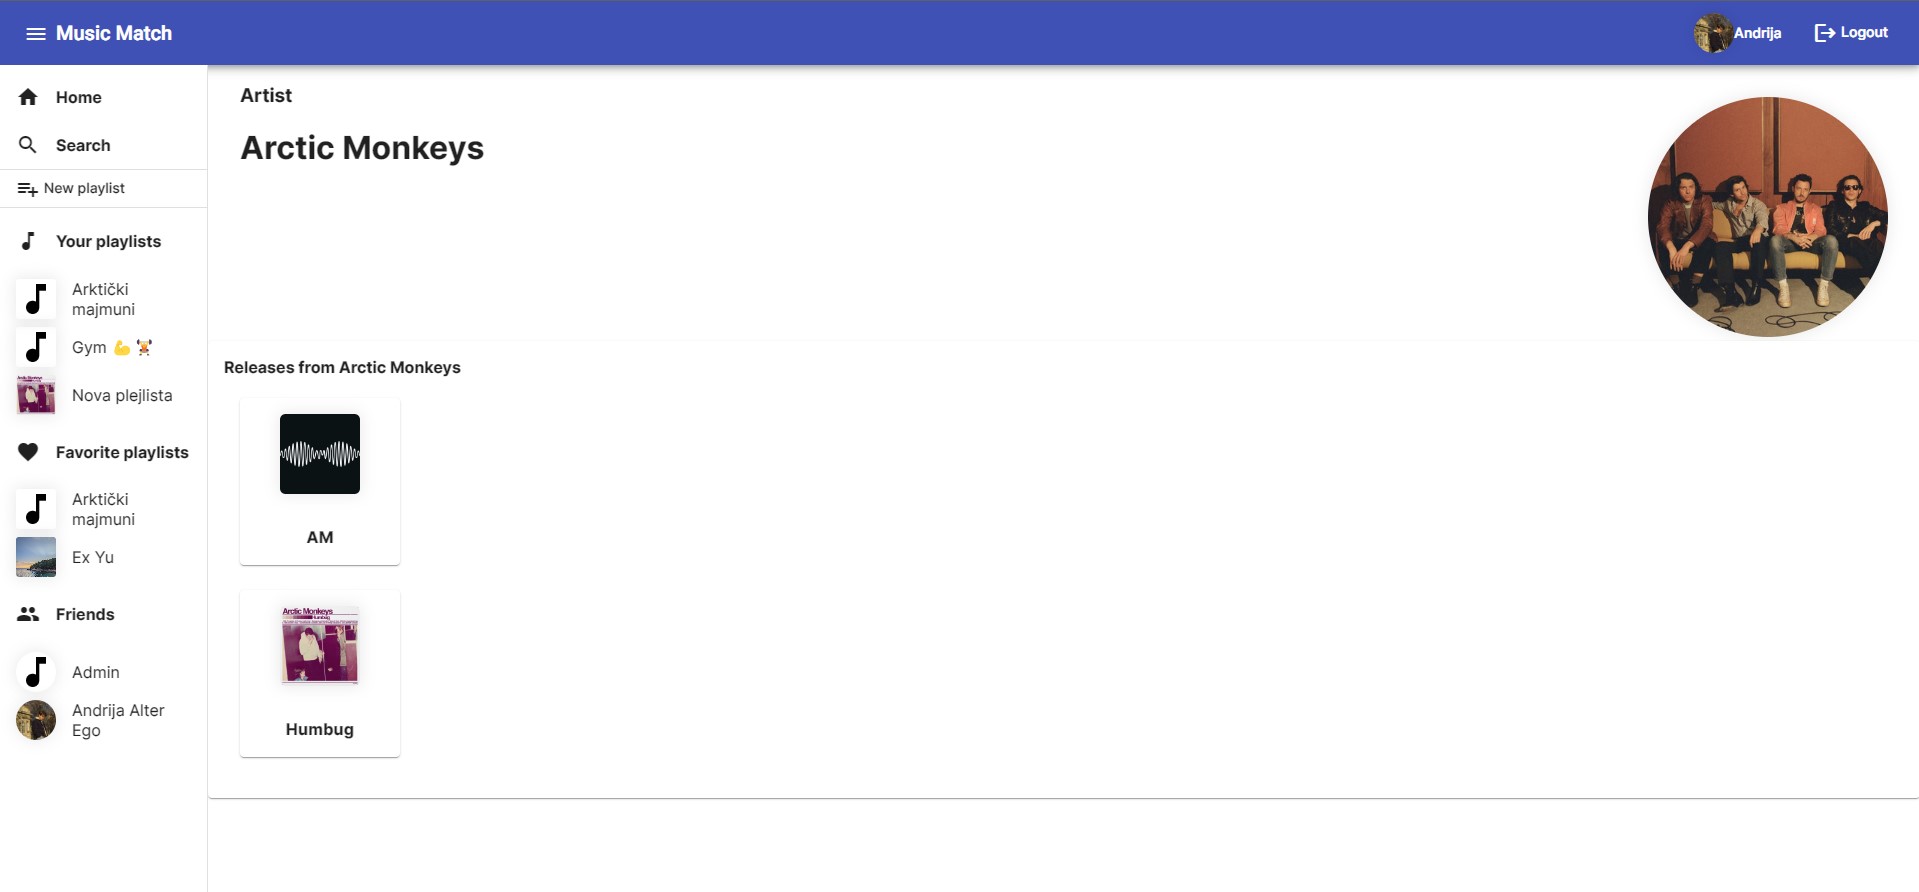 Music Match
Andrija
Logout
Home
Search
New playlist
Your playlists
Arktički
majmuni
Gym 💪 🏋️
Nova plejlista
Favorite playlists
Arktički
majmuni
Ex Yu
Friends
Admin
Andrija Alter
Ego
Artist
Arctic Monkeys
Releases from Arctic Monkeys
AM
Arctic Monkeys
Humbug
Humbug